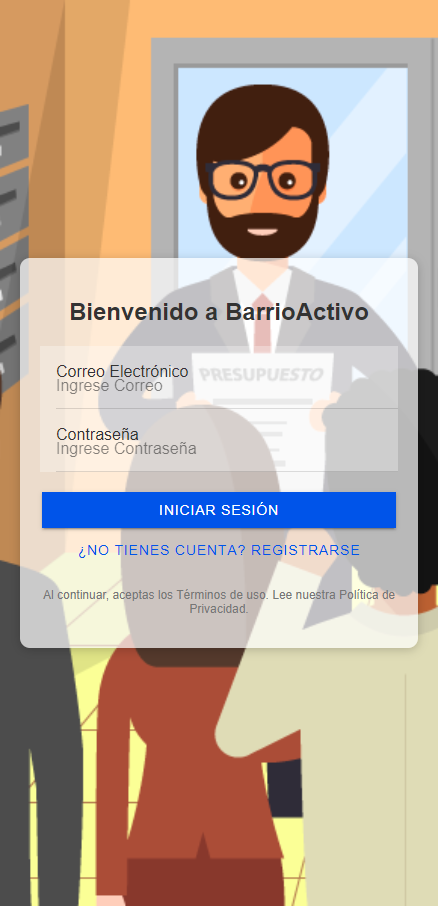 Bienvenido a BarrioActivo
PRESUPUESTO
Correo Electrónico
Ingrese Correo
Contraseña
Ingrese Contraseña
INICIAR SESIÓN
¿NO TIENES CUENTA? REGISTRARSE
Al continuar, aceptas los Términos de uso. Lee nuestra Política de
Privacidad.